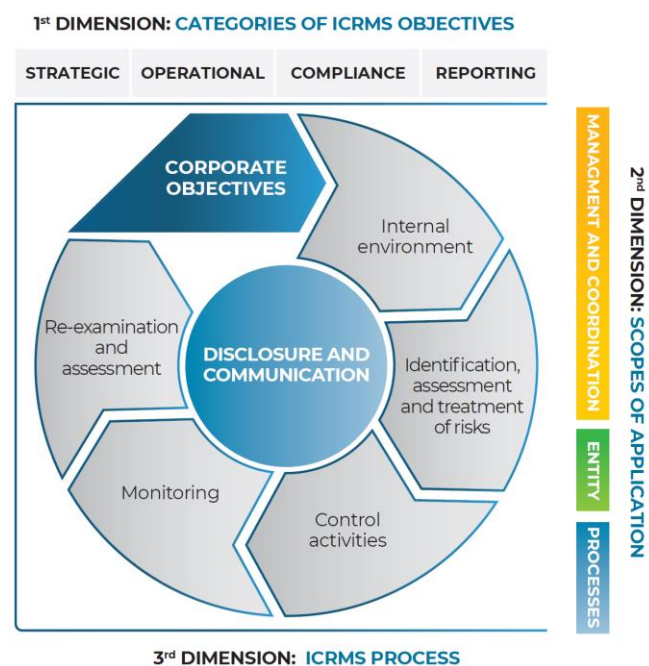 1st DIMENSION: CATEGORIES OF ICRMS OBJECTIVES
STRATEGIC
OPERATIONAL
COMPLIANCE
REPORTING
CORPORATE
OBJECTIVES
Internal
environment
Identification,
assessment
and treatment
of risks
Control
activities
Monitoring
Re-examination
and
assessment
DISCLOSURE AND
COMMUNICATION
MANAGMENT AND COORDINATION
ENTITY
PROCESSES
2nd DIMENSION: SCOPES OF APPLICATION
3rd DIMENSION: ICRMS PROCESS